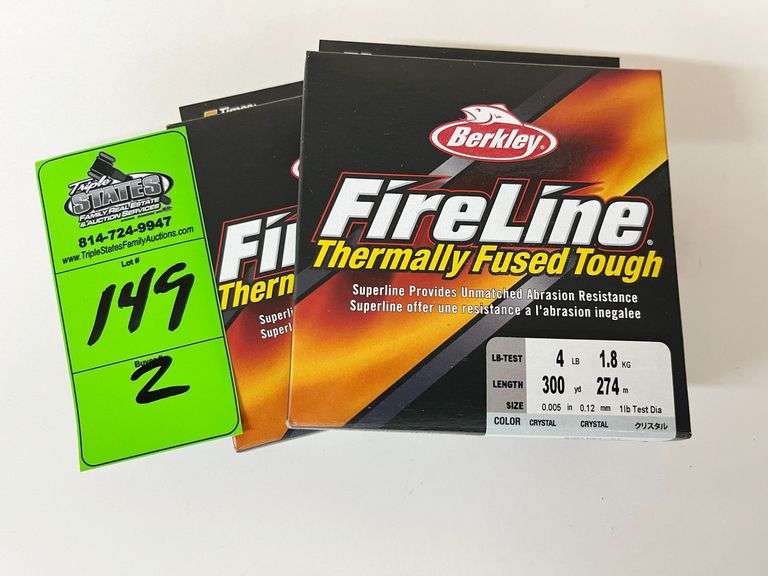 Triple
STATES
FAMILY REAL ESTATE
& AUCTION SERVICES
814-724-9947
www.TripleStatesFamilyAuctions.com
Lot #
149
2
Fi
Therm
Superli
Superli
Berkley
FireLine®
Thermally Fused Tough
Superline Provides Unmatched Abrasion Resistance
Superline offer une resistance a l'abrasion inegalee
LB-TEST 4 LB 1.8 KG
LENGTH 300 yd 274 m
SIZE 0.005 in 0.12 mm 1lb Test Dia
COLOR CRYSTAL CRYSTAL クリスタル